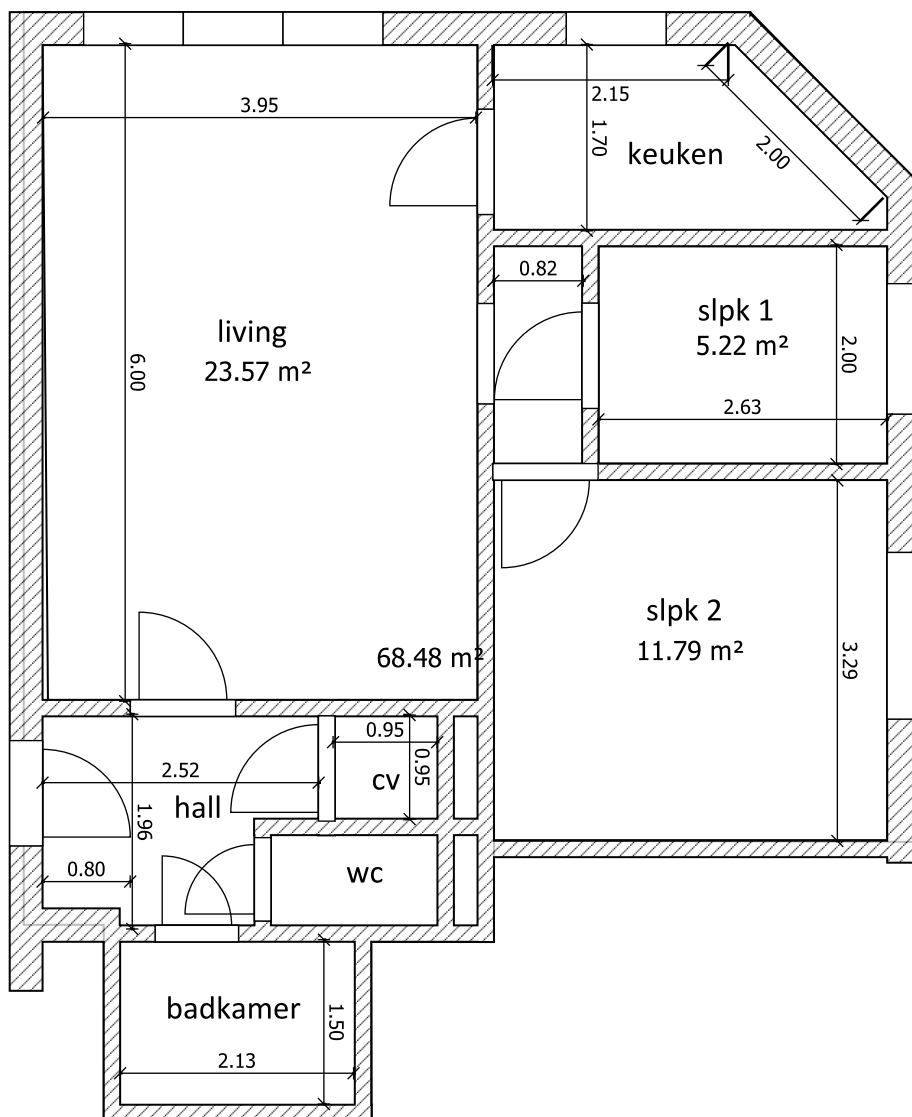 3.95
2.15
1.70
keuken
2.00
0.82
living
23.57 m²
6.00
slpk 1
5.22 m²
2.00
2.63
slpk 2
11.79 m²
3.29
68.48 m²
0.95
0.95
cv
2.52
hall
1.96
0.80
wc
badkamer
1.50
2.13